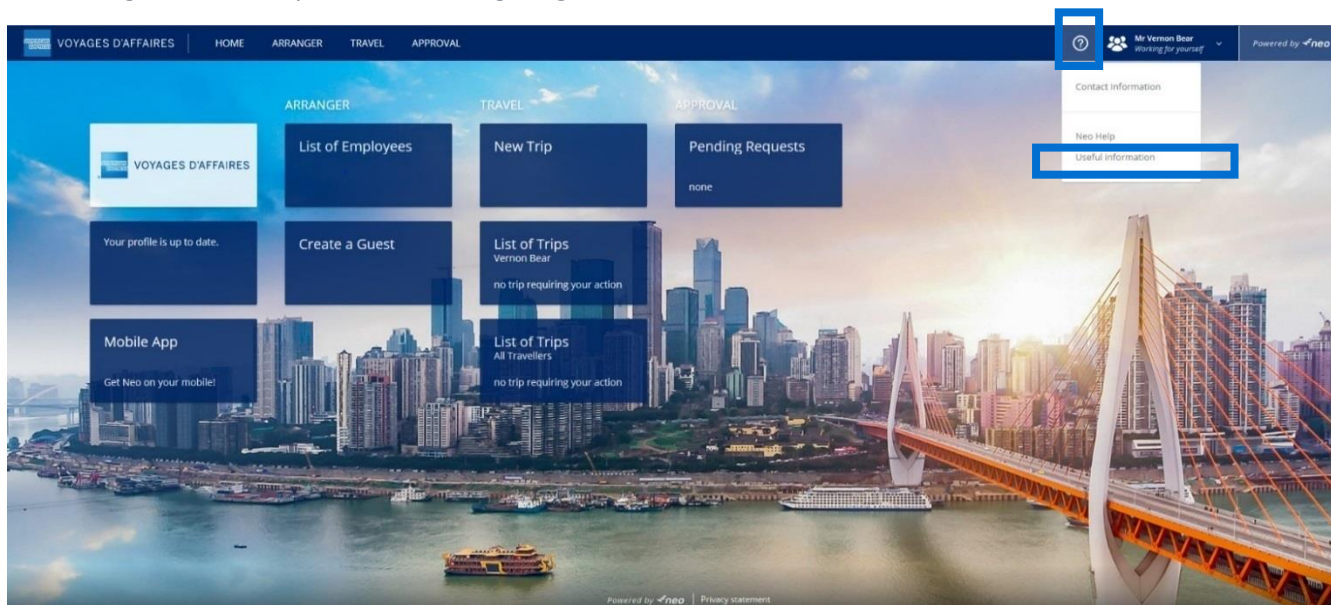 VOYAGES D'AFFAIRES
HOME
ARRANGER
TRAVEL
APPROVAL
Mr Vernon Bear
Working for yourself
Powered by neo
Contact Information
Neo Help
Useful information
ARRANGER
TRAVEL
APPROVAL
VOYAGES D'AFFAIRES
List of Employees
New Trip
Pending Requests
none
Your profile is up to date.
Create a Guest
List of Trips
Vernon Bear
no trip requiring your action
Mobile App
Get Neo on your mobile!
List of Trips
All Travellers
no trip requiring your action
Powered by neo
Privacy statement